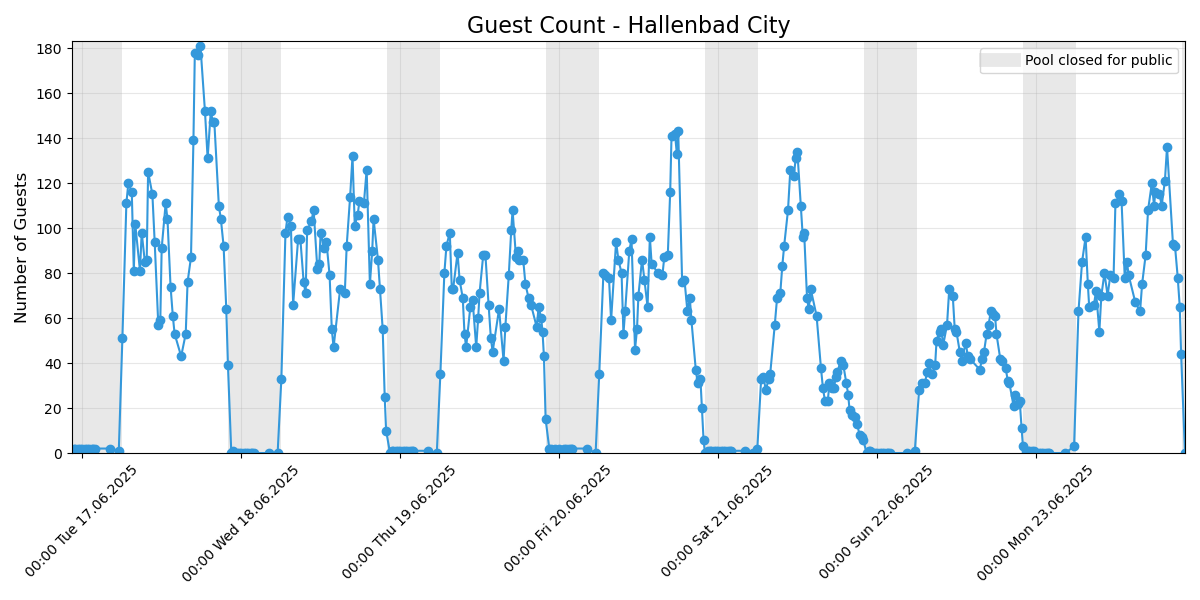 Guest Count - Hallenbad City
Pool closed for public
Number of Guests
180
160
140
120
100
80
60
40
20
0
00:00 Tue 17.06.2025
00:00 Wed 18.06.2025
00:00 Thu 19.06.2025
00:00 Fri 20.06.2025
00:00 Sat 21.06.2025
00:00 Sun 22.06.2025
00:00 Mon 23.06.2025